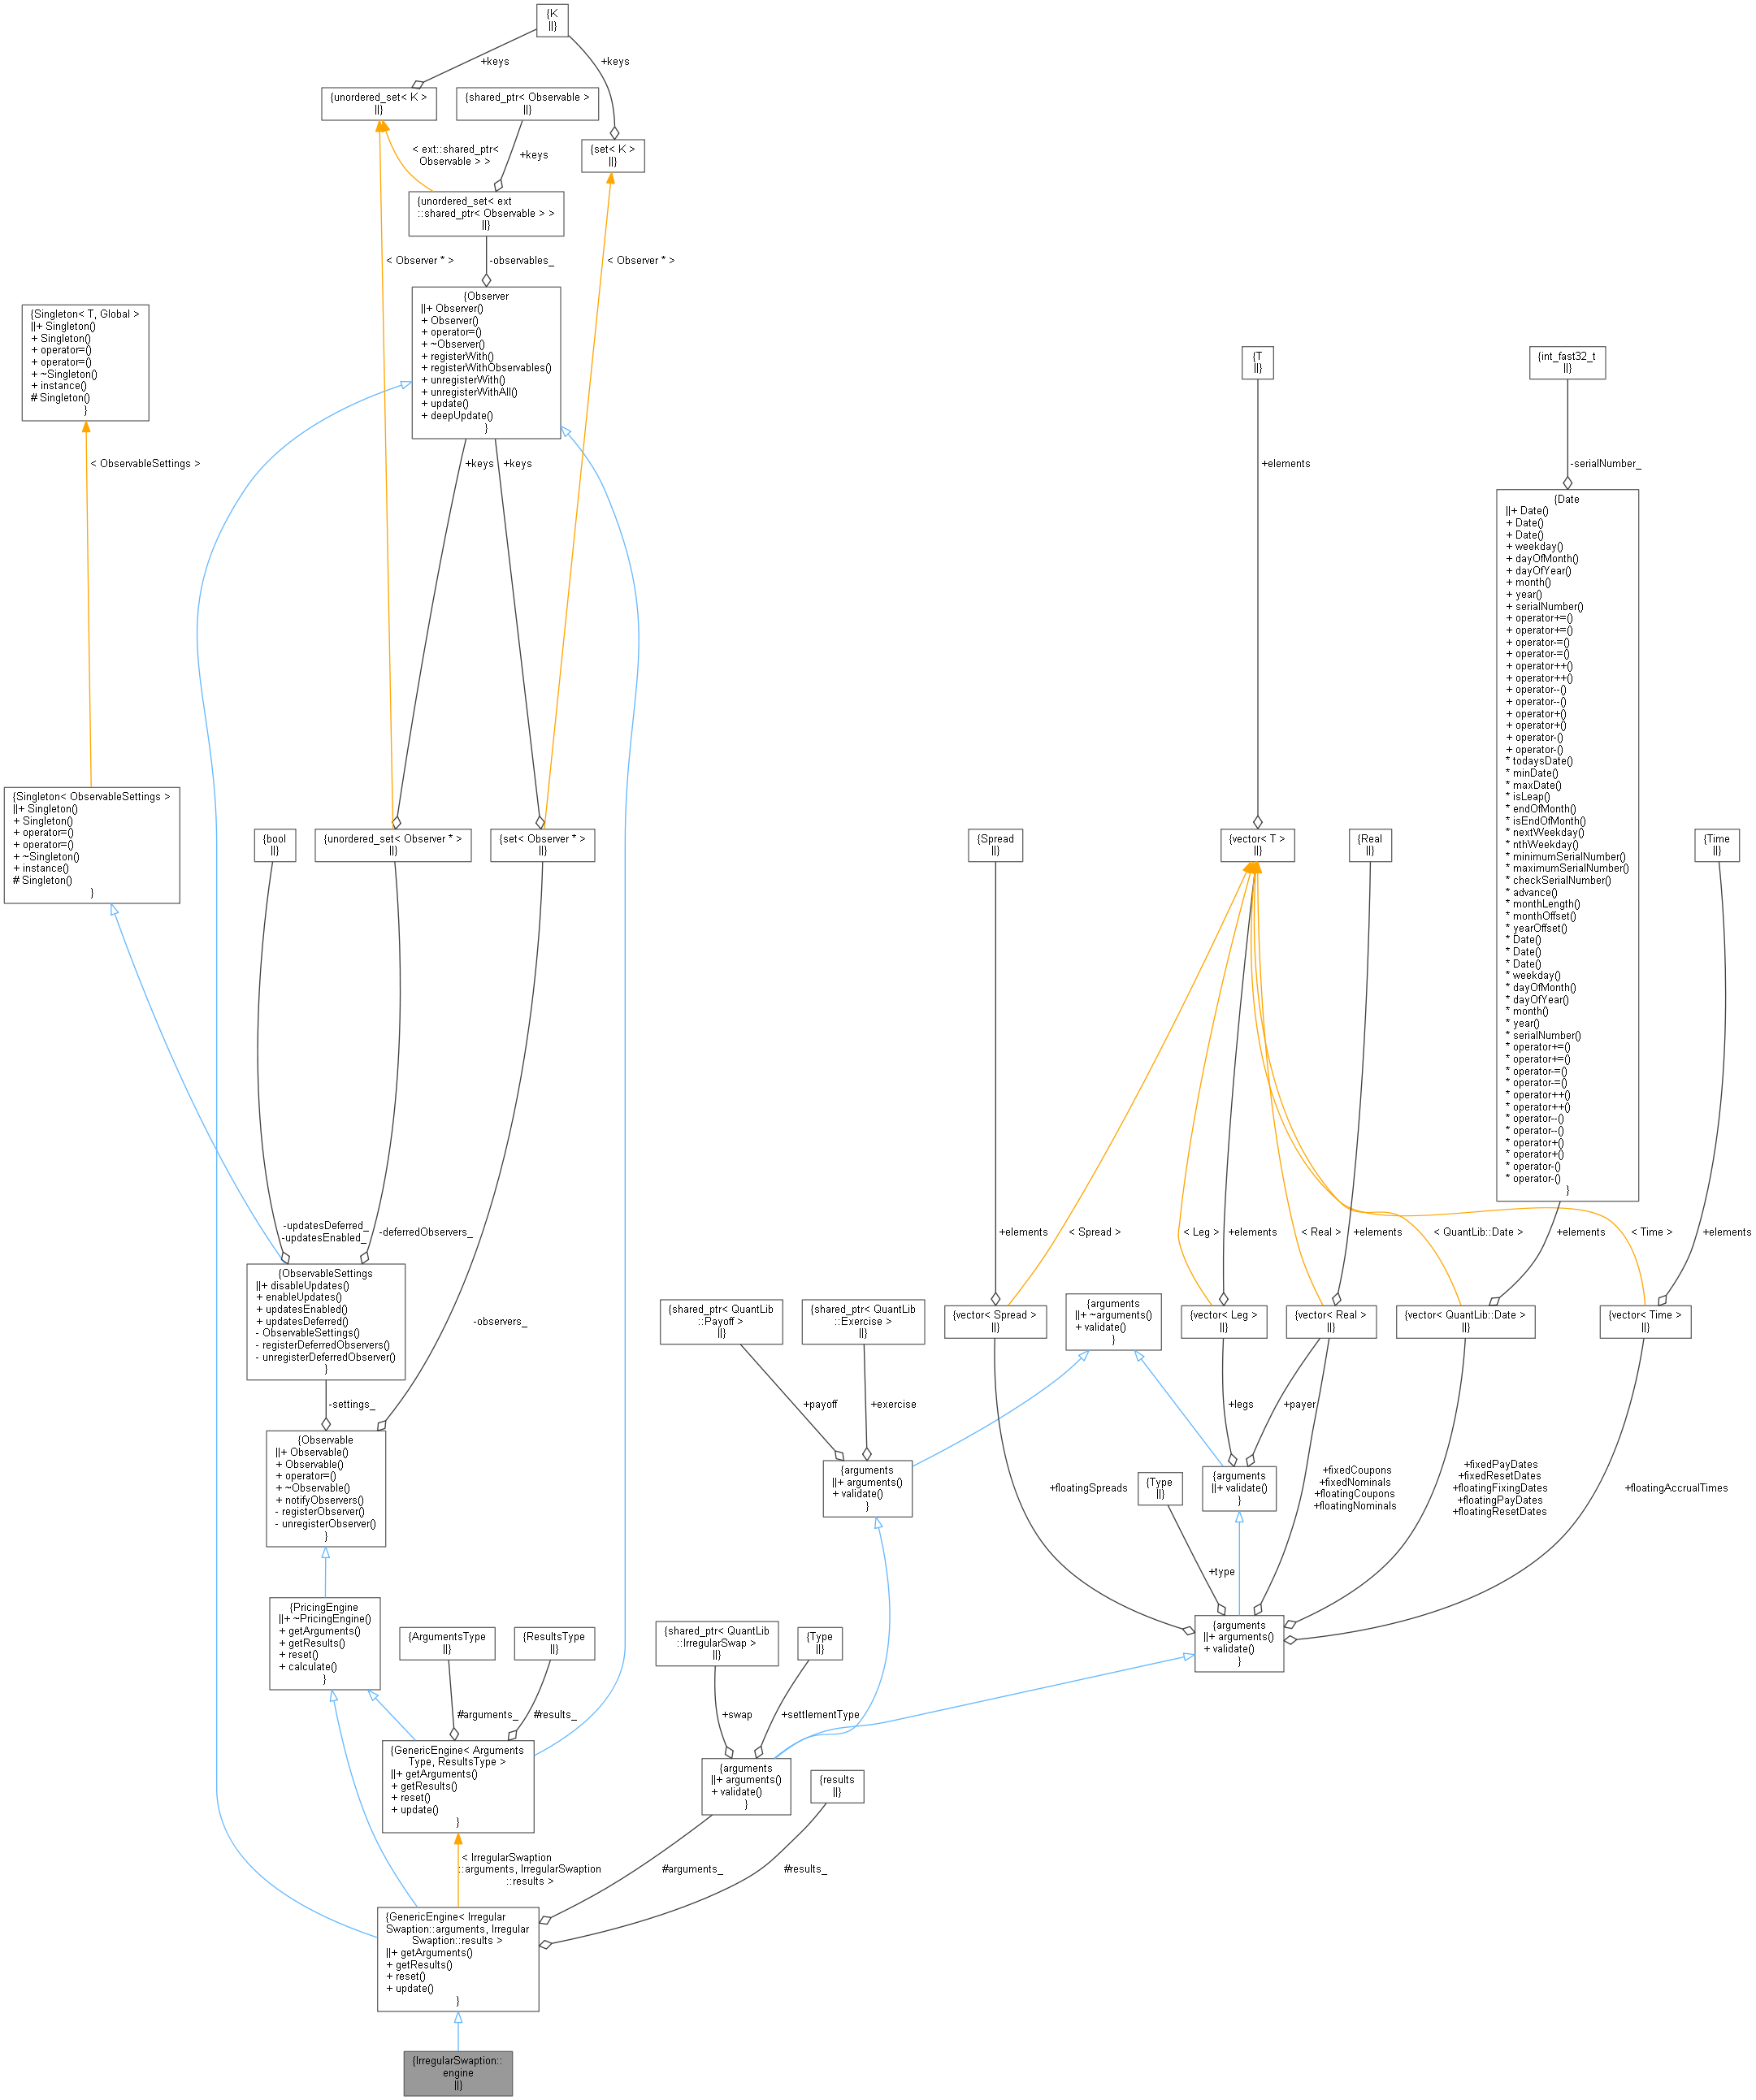 {K
||}
+keys
+keys
{unordered_set< K >
||}
{shared_ptr< Observable >
||}
< ext::shared_ptr<
Observable > >
+keys
{set< K >
||}
{unordered_set< ext
::shared_ptr< Observable > >
||}
< Observer * >
-observables_
< Observer * >
{Observer
||+ Observer()
+ Observer()
+ operator=()
+ ~Observer()
+ registerWith()
+ registerWithObservables()
+ unregisterWith()
+ unregisterWithAll()
+ update()
+ deepUpdate()
}
{Singleton< T, Global >
||+ Singleton()
+ Singleton()
+ operator=()
+ operator=()
+ ~Singleton()
+ instance()
# Singleton()
}
{T
||}
{int_fast32_t
||}
< ObservableSettings >
+keys
+keys
+elements
-serialNumber_
{Date
||+ Date()
+ Date()
+ Date()
+ weekday()
+ dayOfMonth()
+ dayOfYear()
+ month()
+ year()
+ serialNumber()
+ operator+=()
+ operator+=()
+ operator-=()
+ operator-=()
+ operator++()
+ operator++()
+ operator--()
+ operator--()
+ operator+()
+ operator+()
+ operator-()
+ operator-()
* todaysDate()
* minDate()
* maxDate()
* isLeap()
* endOfMonth()
* isEndOfMonth()
* nextWeekday()
* nthWeekday()
* minimumSerialNumber()
* maximumSerialNumber()
* checkSerialNumber()
* advance()
* monthLength()
* monthOffset()
* yearOffset()
* Date()
* Date()
* Date()
* weekday()
* dayOfMonth()
* dayOfYear()
* month()
* year()
* serialNumber()
* operator+=()
* operator+=()
* operator-=()
* operator-=()
* operator++()
* operator++()
* operator--()
* operator--()
* operator+()
* operator+()
* operator-()
* operator-()
}
{Singleton< ObservableSettings >
||+ Singleton()
+ Singleton()
+ operator=()
+ operator=()
+ ~Singleton()
+ instance()
# Singleton()
}
{bool
||}
{unordered_set< Observer * >
||}
{set< Observer * >
||}
{Spread
||}
{vector< T >
||}
{Real
||}
{Time
||}
-updatesDeferred_
-updatesEnabled_
-deferredObservers_
+elements
< Spread >
< Leg >
+elements
< Real >
+elements
< QuantLib::Date >
+elements
< Time >
+elements
{ObservableSettings
||+ disableUpdates()
+ enableUpdates()
+ updatesEnabled()
+ updatesDeferred()
- ObservableSettings()
- registerDeferredObservers()
- unregisterDeferredObserver()
}
-observers_
{shared_ptr< QuantLib
::Payoff >
||}
{shared_ptr< QuantLib
::Exercise >
||}
{vector< Spread >
||}
{arguments
||+ ~arguments()
+ validate()
}
{vector< Leg >
||}
{vector< Real >
||}
{vector< QuantLib::Date >
||}
{vector< Time >
||}
-settings_
+payoff
+exercise
+legs
+payer
{Observable
||+ Observable()
+ Observable()
+ operator=()
+ ~Observable()
+ notifyObservers()
- registerObserver()
- unregisterObserver()
}
{arguments
||+ arguments()
+ validate()
}
+floatingSpreads
{Type
||}
{arguments
||+ validate()
}
+fixedCoupons
+fixedNominals
+floatingCoupons
+floatingNominals
+fixedPayDates
+fixedResetDates
+floatingFixingDates
+floatingPayDates
+floatingResetDates
+floatingAccrualTimes
+type
{PricingEngine
||+ ~PricingEngine()
+ getArguments()
+ getResults()
+ reset()
+ calculate()
}
{ArgumentsType
||}
{ResultsType
||}
{shared_ptr< QuantLib
::IrregularSwap >
||}
{Type
||}
{arguments
||+ arguments()
+ validate()
}
#arguments_
#results_
+swap
+settlementType
{GenericEngine< Arguments
Type, ResultsType >
||+ getArguments()
+ getResults()
+ reset()
+ update()
}
{arguments
||+ arguments()
+ validate()
}
{results
||}
< IrregularSwaption
::arguments, IrregularSwaption
::results >
#arguments_
#results_
{GenericEngine< Irregular
Swaption::arguments, Irregular
Swaption::results >
||+ getArguments()
+ getResults()
+ reset()
+ update()
}
{IrregularSwaption::
engine
||}